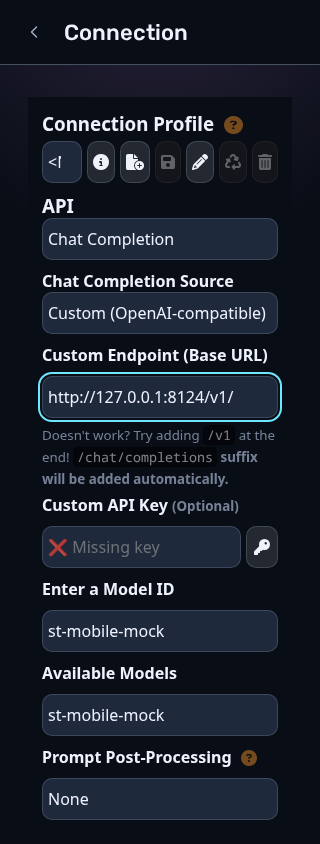 Connection
Connection Profile ?
API
Chat Completion
Chat Completion Source
Custom (OpenAI-compatible)
Custom Endpoint (Base URL)
http://127.0.0.1:8124/v1/
Doesn't work? Try adding /v1 at the
end! /chat/completions suffix
will be added automatically.
Custom API Key (Optional)
❌ Missing key
Enter a Model ID
st-mobile-mock
Available Models
st-mobile-mock
Prompt Post-Processing ?
None